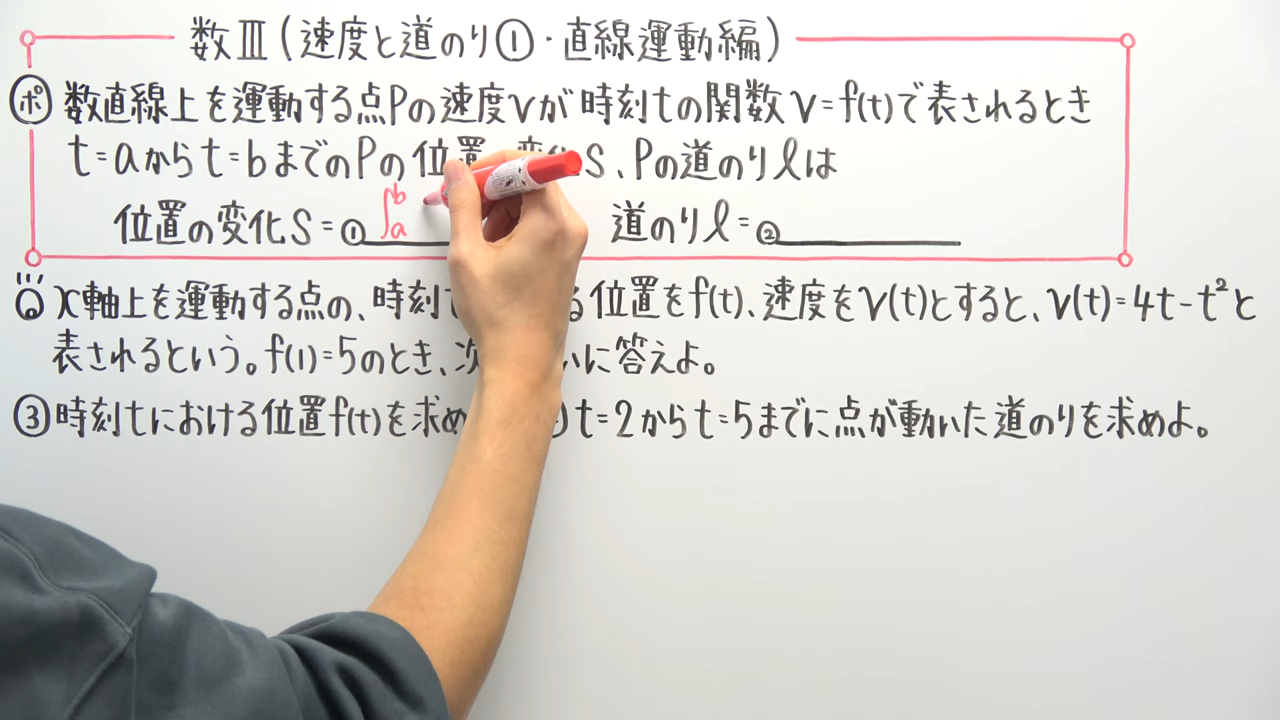 数Ⅲ(速度と道のり①・直線運動編)
ポ 数直線上を運動する点Pの速度vが時刻tの関数v=f(t)で表されるとき
t=aからt=bまでのPの位置 変化s、Pの道のりlは
位置の変化s=① ∫ b a 道のりl=②
Q x軸上を運動する点の、時刻 る位置をf(t)、速度をv(t)とすると、v(t)=4t-t²と
表されるという。f(1)=5のとき、次 いに答えよ。
③時刻tにおける位置f(t)を求め t=2からt=5までに点が動いた道のりを求めよ。